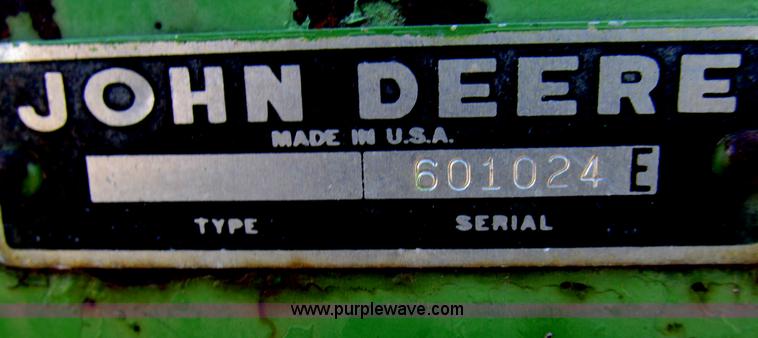 JOHN DEERE
MADE IN U.S.A.
601024 E
TYPE SERIAL
www.purplewave.com